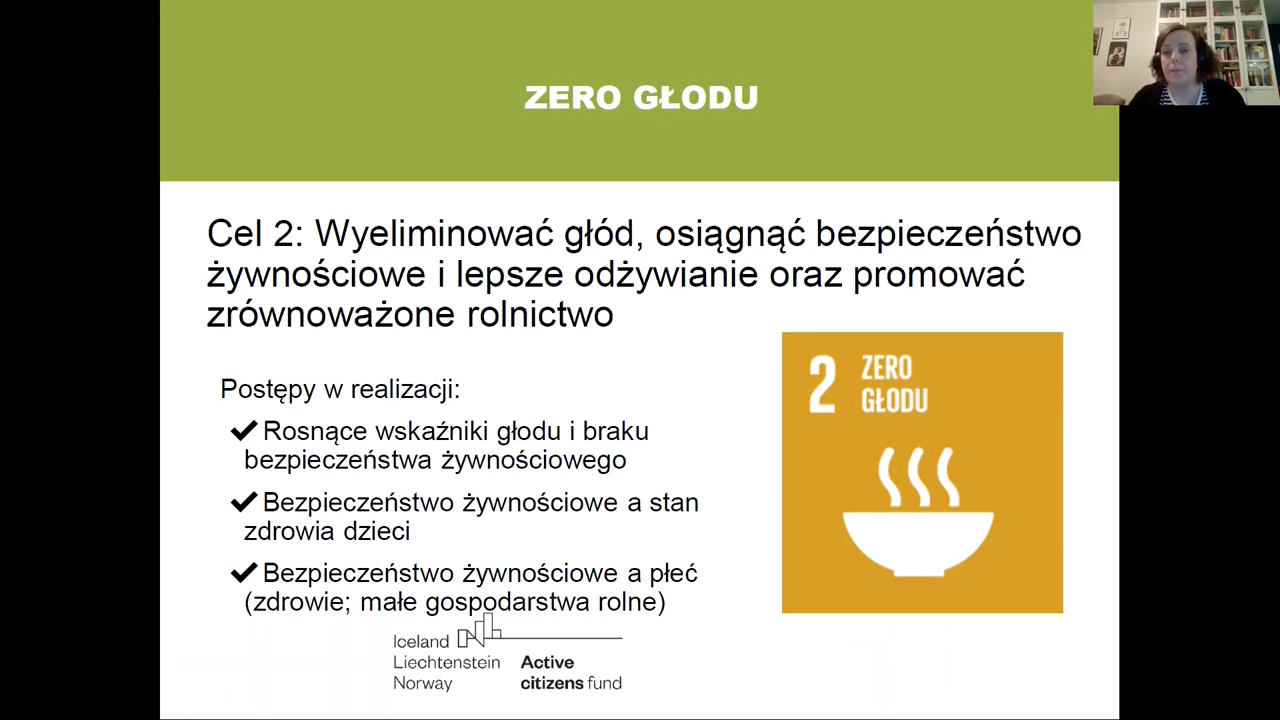 ZERO GŁODU
Cel 2: Wyeliminować głód, osiągnąć bezpieczeństwo
żywnościowe i lepsze odżywianie oraz promować
zrównoważone rolnictwo
2 ZERO
GŁODU
Postępy w realizacji:
Rosnące wskaźniki głodu i braku
bezpieczeństwa żywnościowego
Bezpieczeństwo żywnościowe a stan
zdrowia dzieci
Bezpieczeństwo żywnościowe a płeć
(zdrowie; małe gospodarstwa rolne)
Iceland
Liechtenstein Active
Norway citizens fund